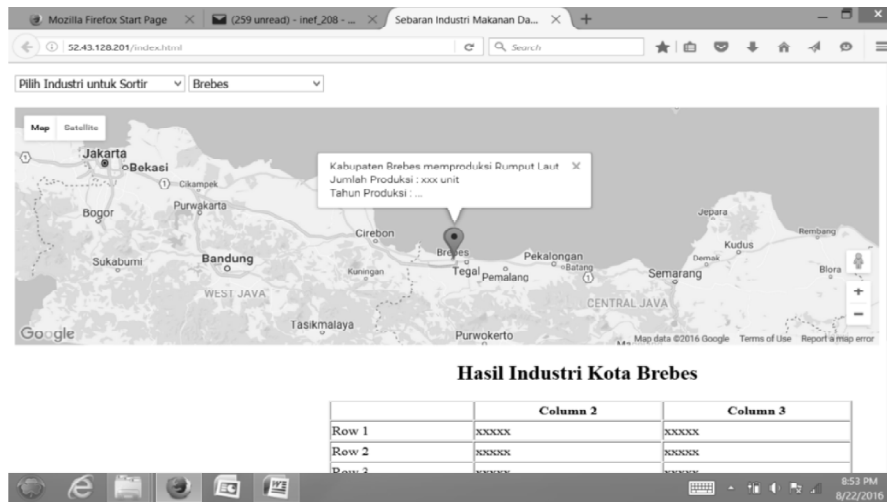 Mozilla Firefox Start Page
(259 unread) - inef_208 - ...
Sebaran Industri Makanan Da...
52.43.128.201/index.html
Search
Pilih Industri untuk Sortir
Brebes
Map
Satellite
Kabupaten Brebes memproduksi Rumput Laut
Jumlah Produksi : xxx unit
Tahun Produksi : ...
Jakarta
Bekasi
Cikampek
Bogor
Purwakarta
Cirebon
Jepara
Rembang
Kudus
Demak
Sukabumi
Bandung
Kuningan
Brebes
Tegal
Pemalang
Pekalongan
Batang
Semarang
Blora
WEST JAVA
CENTRAL JAVA
Tasikmalaya
Purwokerto
Google
Map data ©2016 Google Terms of Use Report a map error
Hasil Industri Kota Brebes
Column 2 Column 3
Row 1 xxxxx xxxxx
Row 2 xxxxx xxxxx
Row 3 xxxxx xxxxx
8:53 PM
8/22/2016